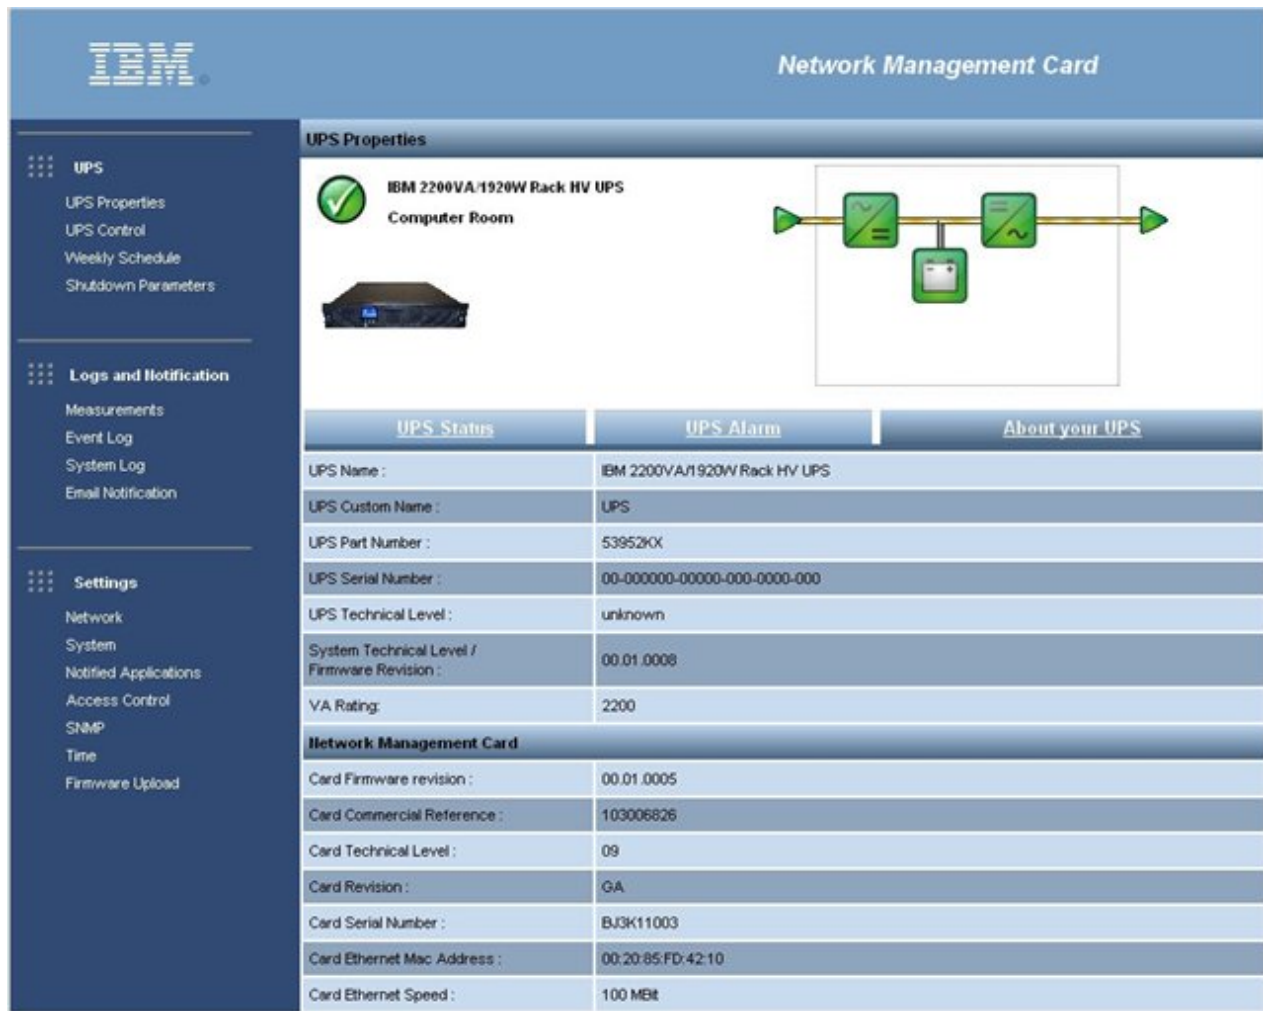 IBM
Network Management Card
UPS
UPS Properties
UPS Control
Weekly Schedule
Shutdown Parameters
Logs and Notification
Measurements
Event Log
System Log
Email Notification
Settings
Network
System
Notified Applications
Access Control
SNMP
Time
Firmware Upload
UPS Properties
IBM 2200VA/1920W Rack HV UPS
Computer Room
UPS Status UPS Alarm About your UPS
UPS Name : IBM 2200VA/1920W Rack HV UPS
UPS Custom Name : UPS
UPS Part Number : 53952KX
UPS Serial Number : 00-000000-00000-000-0000-000
UPS Technical Level : unknown
System Technical Level /
Firmware Revision : 00.01.0008
VA Rating: 2200
Network Management Card
Card Firmware revision : 00.01.0005
Card Commercial Reference : 103006826
Card Technical Level : 09
Card Revision : GA
Card Serial Number : BJ3K11003
Card Ethernet Mac Address : 00:20:85:FD:42:10
Card Ethernet Speed : 100 MBit